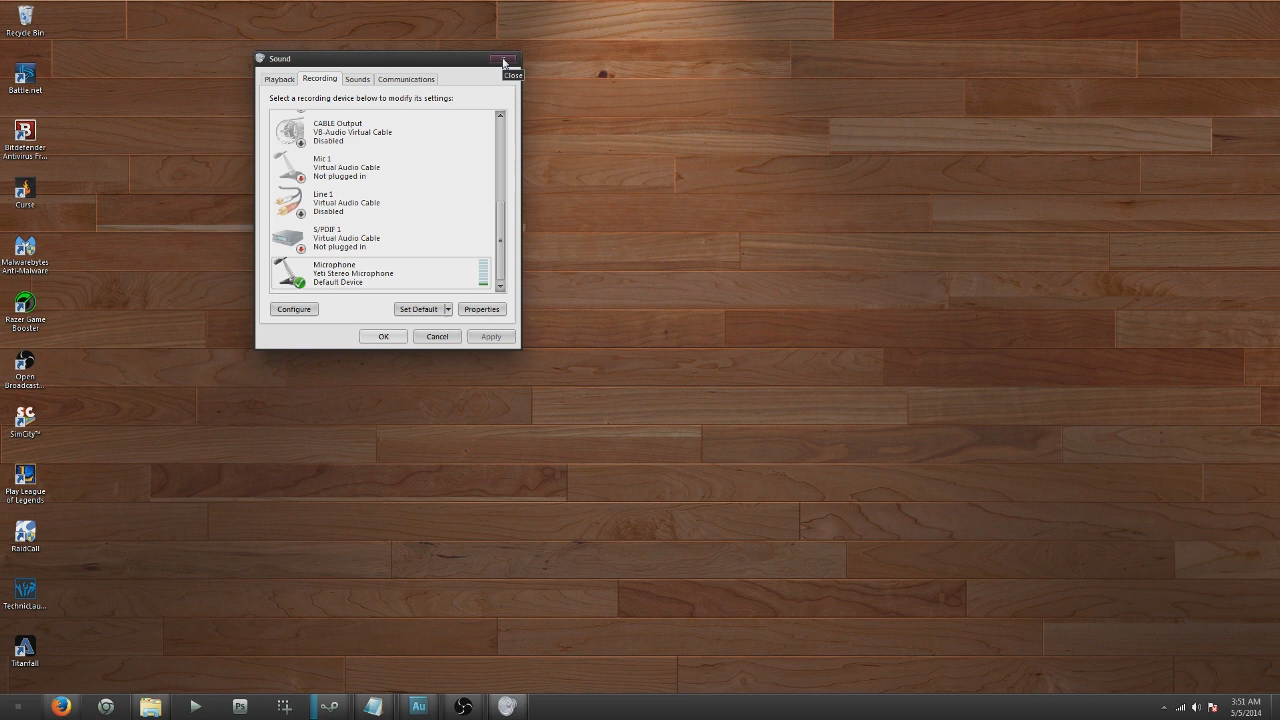 Recycle Bin
Battle.net
Bitdefender
Antivirus Fr...
Curse
Malwarebytes
Anti-Malware
Razer Game
Booster
Open
Broadcast...
SC
SimCity™
Play League
of Legends
RaidCall
TechnicLau...
Titanfall
Sound
Close
Playback
Recording
Sounds
Communications
Select a recording device below to modify its settings:
CABLE Output
VB-Audio Virtual Cable
Disabled
Mic 1
Virtual Audio Cable
Not plugged in
Line 1
Virtual Audio Cable
Disabled
S/PDIF 1
Virtual Audio Cable
Not plugged in
Microphone
Yeti Stereo Microphone
Default Device
Configure
Set Default
Properties
OK
Cancel
Apply
Ps
Au
3:51 AM
5/5/2014